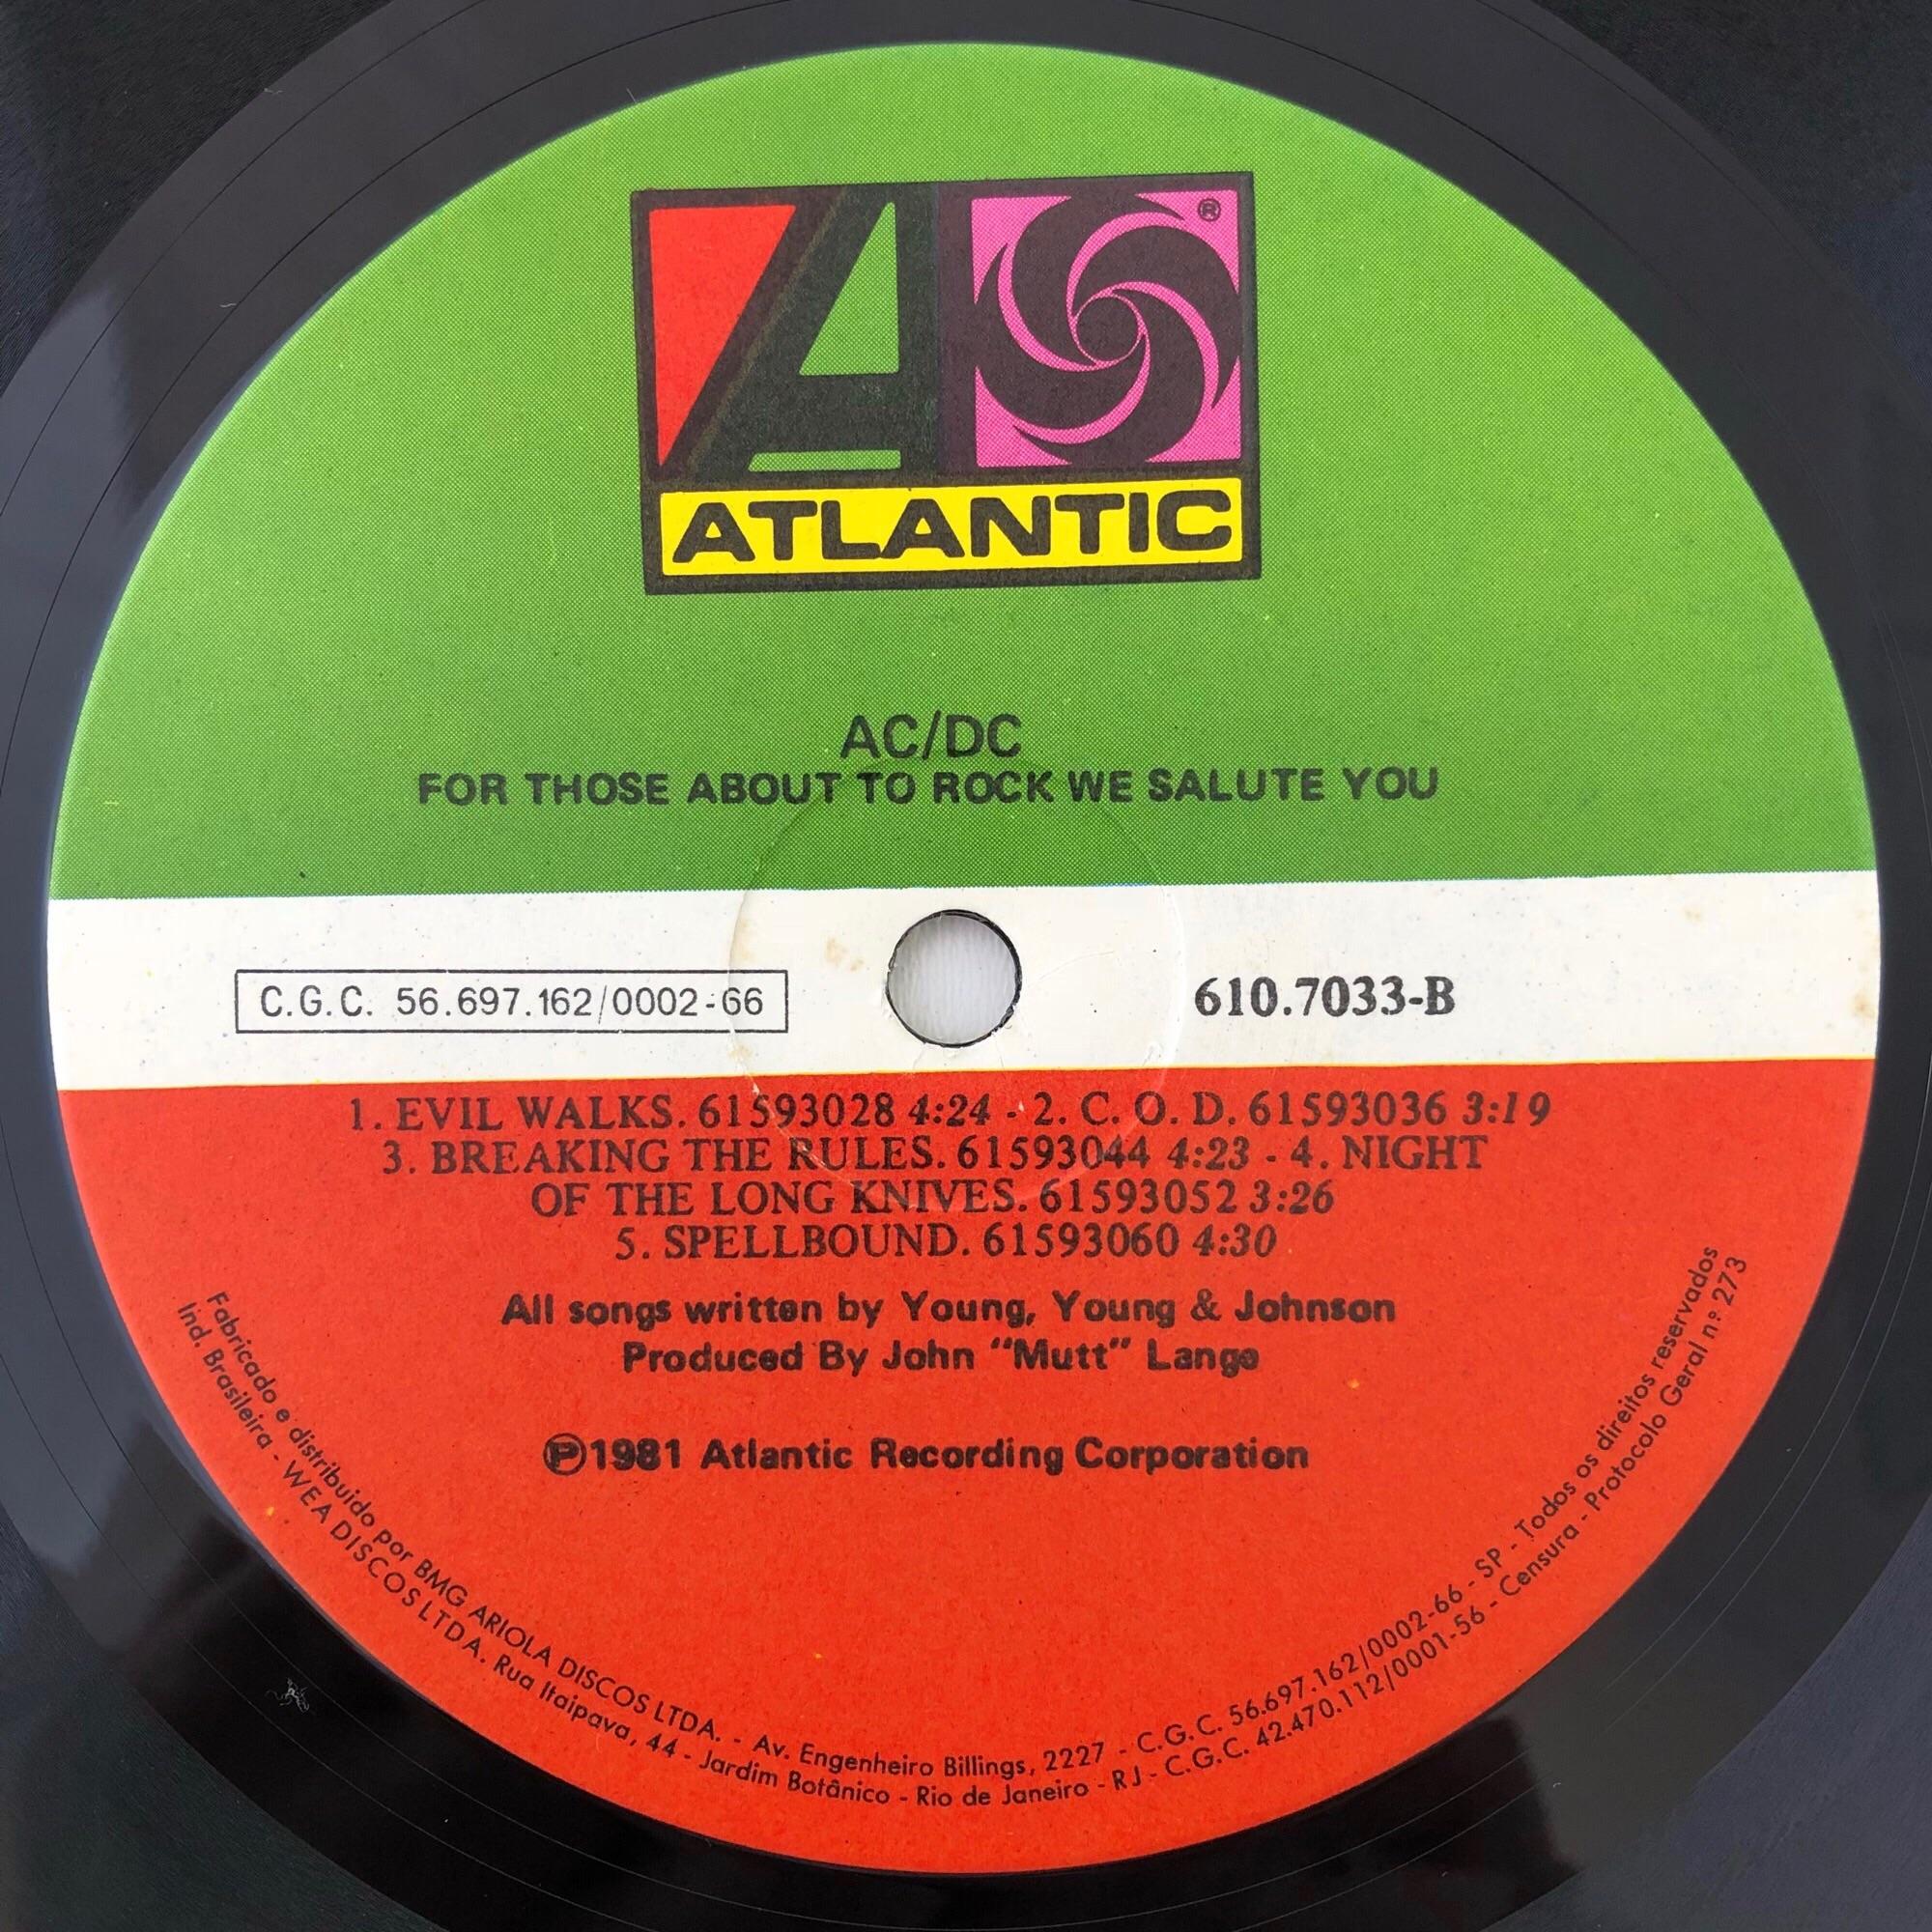 ®
ATLANTIC
AC/DC
FOR THOSE ABOUT TO ROCK WE SALUTE YOU
C.G.C. 56.697.162/0002-66
610.7033-B
1. EVIL WALKS. 61593028 4:24 - 2. C. O. D. 61593036 3:19
3. BREAKING THE RULES. 61593044 4:23 - 4. NIGHT
OF THE LONG KNIVES. 61593052 3:26
5. SPELLBOUND. 61593060 4:30
All songs written by Young, Young & Johnson
Produced By John "Mutt" Lange
Ⓟ1981 Atlantic Recording Corporation
Fabricado e distribuido por BMG ARIOLA DISCOS LTDA. - Av. Engenheiro Billings, 2227 - C.G.C. 56.697.162/0002-66 - SP - Todos os direitos reservados
Ind. Brasileira - WEA DISCOS LTDA. Rua Itaipava, 44 - Jardim Botânico - Rio de Janeiro - RJ - C.G.C. 42.470.112/0001-56 - Censura - Protocolo Geral n.º 273